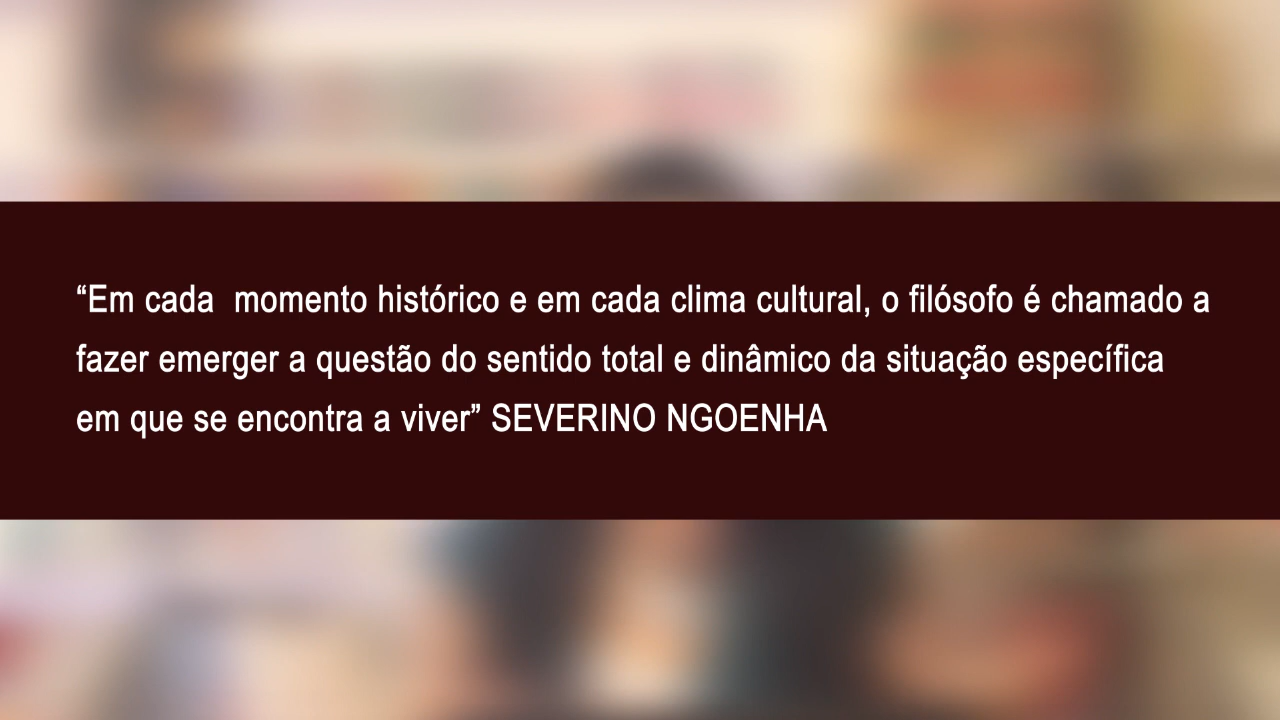 “Em cada  momento histórico e em cada clima cultural, o filósofo é chamado a
fazer emerger a questão do sentido total e dinâmico da situação específica
em que se encontra a viver” SEVERINO NGOENHA